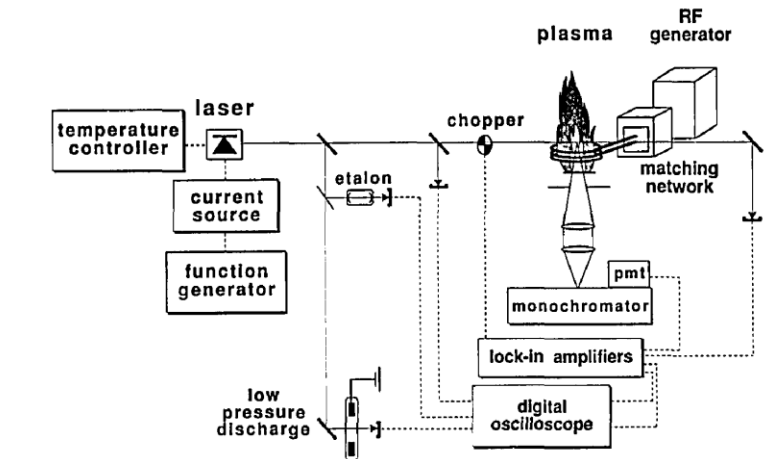 RF
generator
plasma
laser
chopper
temperature
controller
etalon
matching
network
current
source
function
generator
pmt
monochromator
lock-in amplifiers
low
pressure
discharge
digital
oscilloscope